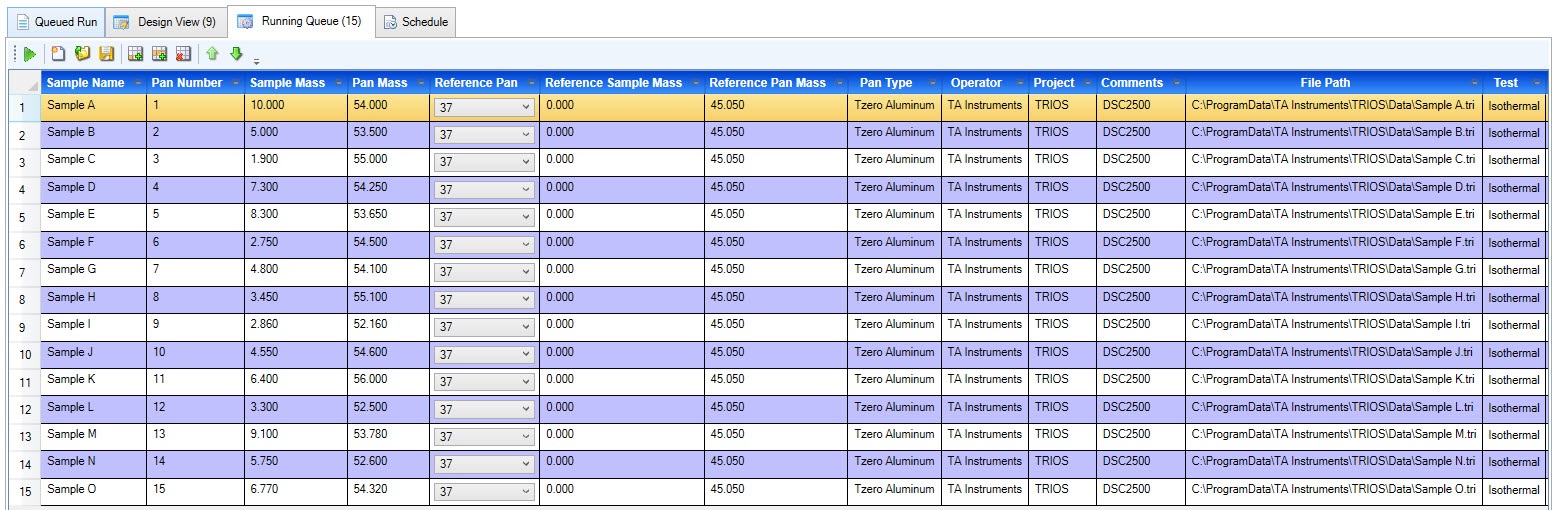 Queued Run Design View (9) Running Queue (15) Schedule
Sample Name Pan Number Sample Mass Pan Mass Reference Pan Reference Sample Mass Reference Pan Mass Pan Type Operator Project Comments File Path Test
1 Sample A 1 10.000 54.000 37 0.000 45.050 Tzero Aluminum TA Instruments TRIOS DSC2500 C:\ProgramData\TA Instruments\TRIOS\Data\Sample A.tri Isothermal
2 Sample B 2 5.000 53.500 37 0.000 45.050 Tzero Aluminum TA Instruments TRIOS DSC2500 C:\ProgramData\TA Instruments\TRIOS\Data\Sample B.tri Isothermal
3 Sample C 3 1.900 55.000 37 0.000 45.050 Tzero Aluminum TA Instruments TRIOS DSC2500 C:\ProgramData\TA Instruments\TRIOS\Data\Sample C.tri Isothermal
4 Sample D 4 7.300 54.250 37 0.000 45.050 Tzero Aluminum TA Instruments TRIOS DSC2500 C:\ProgramData\TA Instruments\TRIOS\Data\Sample D.tri Isothermal
5 Sample E 5 8.300 53.650 37 0.000 45.050 Tzero Aluminum TA Instruments TRIOS DSC2500 C:\ProgramData\TA Instruments\TRIOS\Data\Sample E.tri Isothermal
6 Sample F 6 2.750 54.500 37 0.000 45.050 Tzero Aluminum TA Instruments TRIOS DSC2500 C:\ProgramData\TA Instruments\TRIOS\Data\Sample F.tri Isothermal
7 Sample G 7 4.800 54.100 37 0.000 45.050 Tzero Aluminum TA Instruments TRIOS DSC2500 C:\ProgramData\TA Instruments\TRIOS\Data\Sample G.tri Isothermal
8 Sample H 8 3.450 55.100 37 0.000 45.050 Tzero Aluminum TA Instruments TRIOS DSC2500 C:\ProgramData\TA Instruments\TRIOS\Data\Sample H.tri Isothermal
9 Sample I 9 2.860 52.160 37 0.000 45.050 Tzero Aluminum TA Instruments TRIOS DSC2500 C:\ProgramData\TA Instruments\TRIOS\Data\Sample I.tri Isothermal
10 Sample J 10 4.550 54.600 37 0.000 45.050 Tzero Aluminum TA Instruments TRIOS DSC2500 C:\ProgramData\TA Instruments\TRIOS\Data\Sample J.tri Isothermal
11 Sample K 11 6.400 56.000 37 0.000 45.050 Tzero Aluminum TA Instruments TRIOS DSC2500 C:\ProgramData\TA Instruments\TRIOS\Data\Sample K.tri Isothermal
12 Sample L 12 3.300 52.500 37 0.000 45.050 Tzero Aluminum TA Instruments TRIOS DSC2500 C:\ProgramData\TA Instruments\TRIOS\Data\Sample L.tri Isothermal
13 Sample M 13 9.100 53.780 37 0.000 45.050 Tzero Aluminum TA Instruments TRIOS DSC2500 C:\ProgramData\TA Instruments\TRIOS\Data\Sample M.tri Isothermal
14 Sample N 14 5.750 52.600 37 0.000 45.050 Tzero Aluminum TA Instruments TRIOS DSC2500 C:\ProgramData\TA Instruments\TRIOS\Data\Sample N.tri Isothermal
15 Sample O 15 6.770 54.320 37 0.000 45.050 Tzero Aluminum TA Instruments TRIOS DSC2500 C:\ProgramData\TA Instruments\TRIOS\Data\Sample O.tri Isothermal